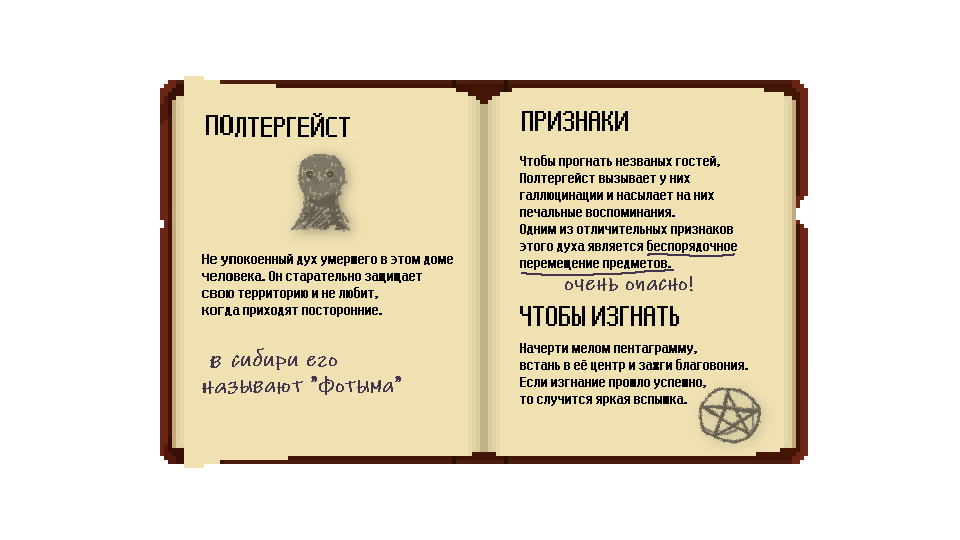 ПОЛТЕРГЕЙСТ
Не упокоенный дух умершего в этом доме
человека. Он старательно защищает
свою территорию и не любит,
когда приходят посторонние.
в сибири его
называют "Фотыма"
ПРИЗНАКИ
Чтобы прогнать незваных гостей,
Полтергейст вызывает у них
галлюцинации и насылает на них
печальные воспоминания.
Одним из отличительных признаков
этого духа является беспорядочное
перемещение предметов.
очень опасно!
ЧТОБЫ ИЗГНАТЬ
Начерти мелом пентаграмму,
встань в её центр и зажги благовония.
Если изгнание прошло успешно,
то случится яркая вспышка.